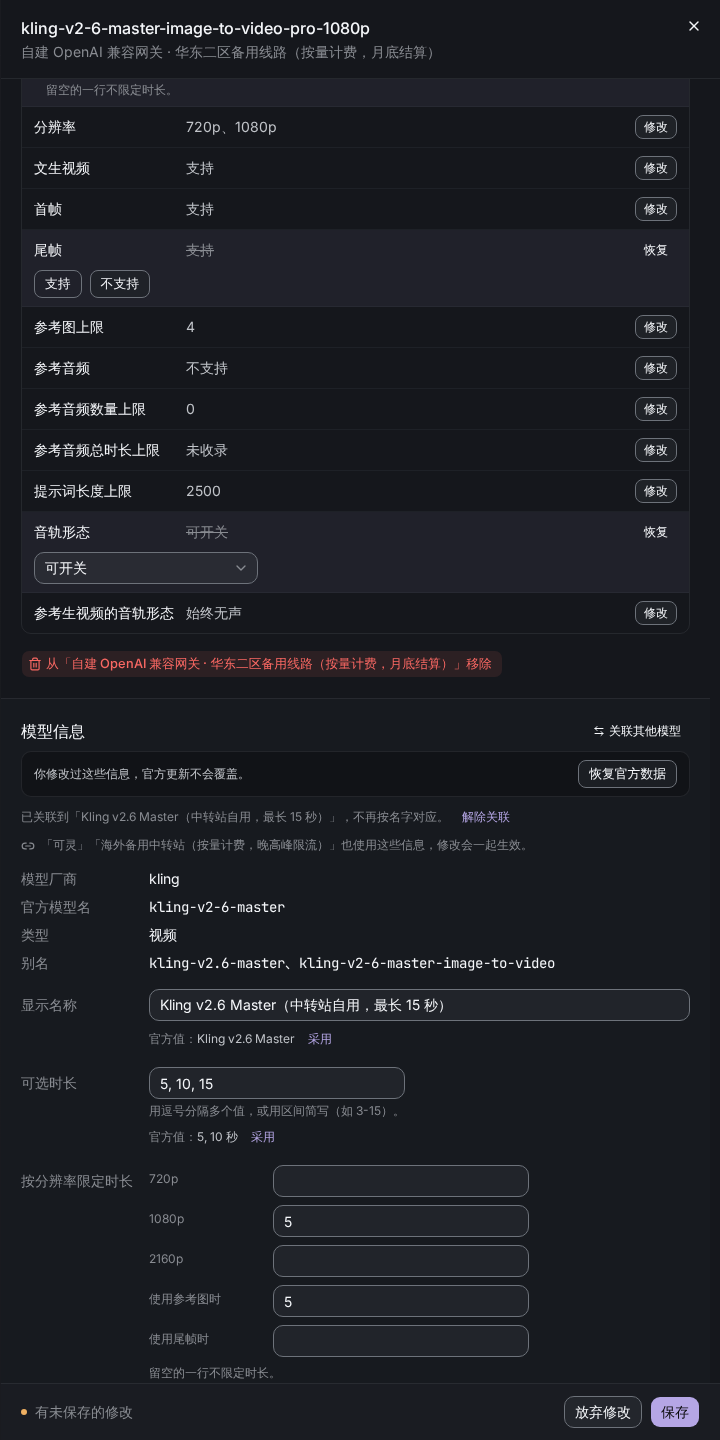 kling-v2-6-master-image-to-video-pro-1080p
自建 OpenAI 兼容网关 · 华东二区备用线路（按量计费，月底结算）
留空的一行不限定时长。
分辨率 720p、1080p 修改
文生视频 支持 修改
首帧 支持 修改
尾帧 支持 恢复
支持 不支持
参考图上限 4 修改
参考音频 不支持 修改
参考音频数量上限 0 修改
参考音频总时长上限 未收录 修改
提示词长度上限 2500 修改
音轨形态 可开关 恢复
可开关
参考生视频的音轨形态 始终无声 修改
从「自建 OpenAI 兼容网关 · 华东二区备用线路（按量计费，月底结算）」移除
模型信息 关联其他模型
你修改过这些信息，官方更新不会覆盖。 恢复官方数据
已关联到「Kling v2.6 Master（中转站自用，最长 15 秒）」，不再按名字对应。 解除关联
「可灵」「海外备用中转站（按量计费，晚高峰限流）」也使用这些信息，修改会一起生效。
模型厂商 kling
官方模型名 kling-v2-6-master
类型 视频
别名 kling-v2.6-master、kling-v2-6-master-image-to-video
显示名称 Kling v2.6 Master（中转站自用，最长 15 秒）
官方值：Kling v2.6 Master 采用
可选时长 5, 10, 15
用逗号分隔多个值，或用区间简写（如 3-15）。
官方值：5, 10 秒 采用
按分辨率限定时长 720p
1080p 5
2160p
使用参考图时 5
使用尾帧时
留空的一行不限定时长。
有未保存的修改 放弃修改 保存